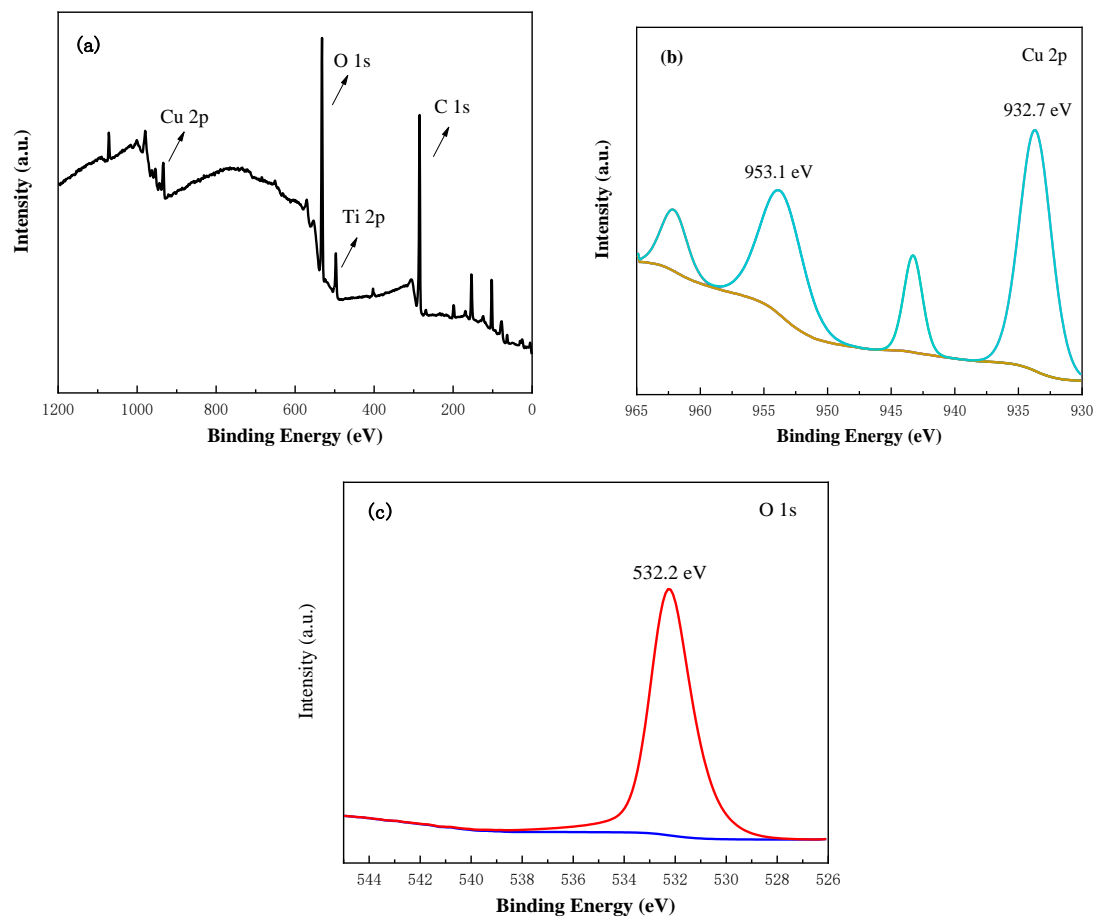 (a)
O 1s
C 1s
Cu 2p
Ti 2p
Intensity (a.u.)
1200 1000 800 600 400 200 0
Binding Energy (eV)
(b)
Cu 2p
932.7 eV
953.1 eV
Intensity (a.u.)
965 960 955 950 945 940 935 930
Binding Energy (eV)
(c)
O 1s
532.2 eV
Intensity (a.u.)
544 542 540 538 536 534 532 530 528 526
Binding Energy (eV)